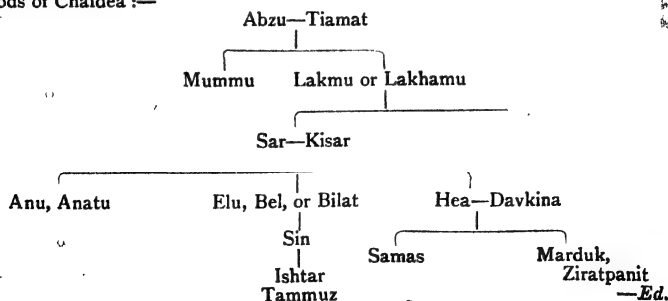 ods of Chaldea :—
Abzu—Tiamat
Mummu Lakmu or Lakhamu
Sar—Kisar
Anu, Anatu Elu, Bel, or Bilat Hea—Davkina
Sin
Samas Marduk,
Ishtar Ziratpanit
Tammuz —Ed.